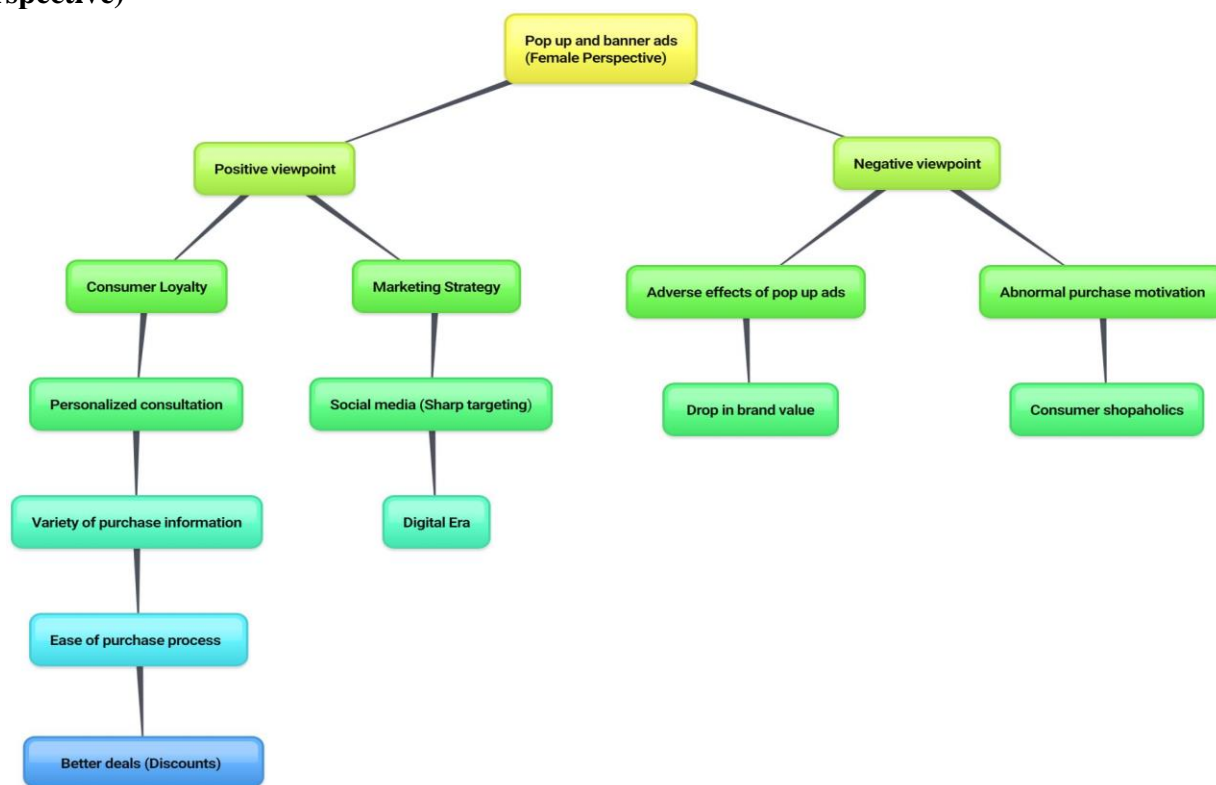 rspective)
Pop up and banner ads
(Female Perspective)
Positive viewpoint
Negative viewpoint
Consumer Loyalty
Marketing Strategy
Adverse effects of pop up ads
Abnormal purchase motivation
Personalized consultation
Social media (Sharp targeting)
Drop in brand value
Consumer shopaholics
Variety of purchase information
Digital Era
Ease of purchase process
Better deals (Discounts)